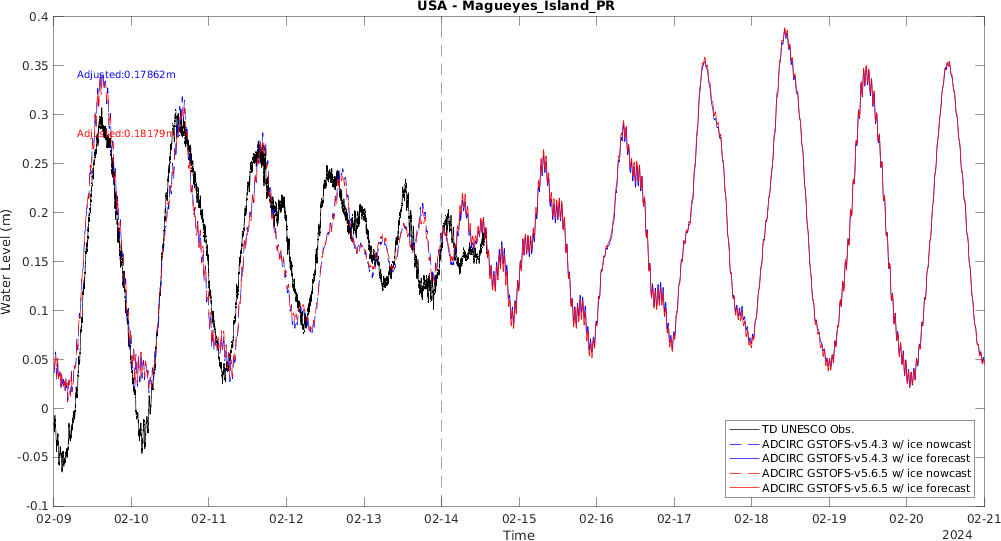 USA - Magueyes_Island_PR
0.4
0.35
0.3
0.25
0.2
0.15
0.1
0.05
0
-0.05
-0.1
Water Level (m)
Adjusted:0.17862m
Adjusted:0.18179m
TD UNESCO Obs.
ADCIRC GSTOFS-v5.4.3 w/ ice nowcast
ADCIRC GSTOFS-v5.4.3 w/ ice forecast
ADCIRC GSTOFS-v5.6.5 w/ ice nowcast
ADCIRC GSTOFS-v5.6.5 w/ ice forecast
02-09 02-10 02-11 02-12 02-13 02-14 02-15 02-16 02-17 02-18 02-19 02-20 02-21
Time
2024